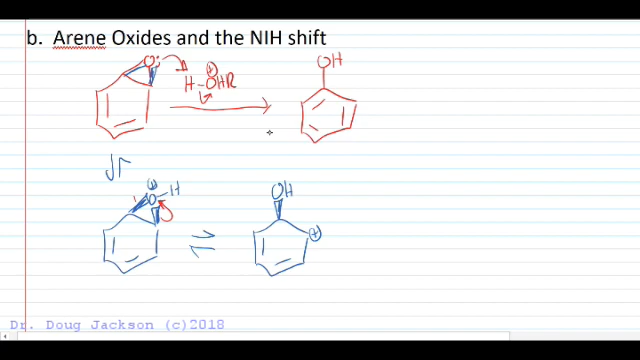 b. Arene Oxides and the NIH shift
O:
H-OHR
⊕
OH
⊕
O-H
OH
⊕
Dr. Doug Jackson (c)2018